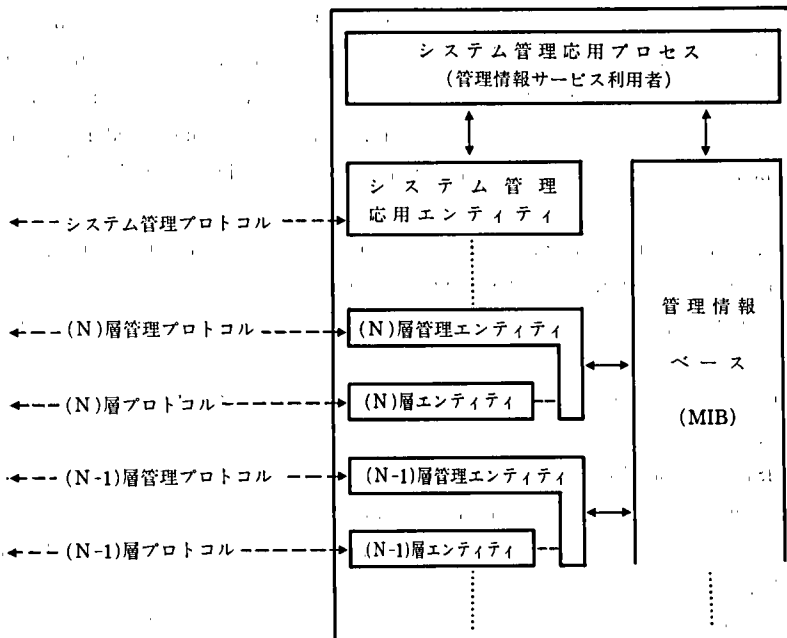 システム管理応用プロセス
(管理情報サービス利用者)
システム管理
応用エンティティ
システム管理プロトコル
(N)層管理プロトコル
(N)層管理エンティティ
管理情報
ベース
(MIB)
(N)層プロトコル
(N)層エンティティ
(N-1)層管理プロトコル
(N-1)層管理エンティティ
(N-1)層プロトコル
(N-1)層エンティティ